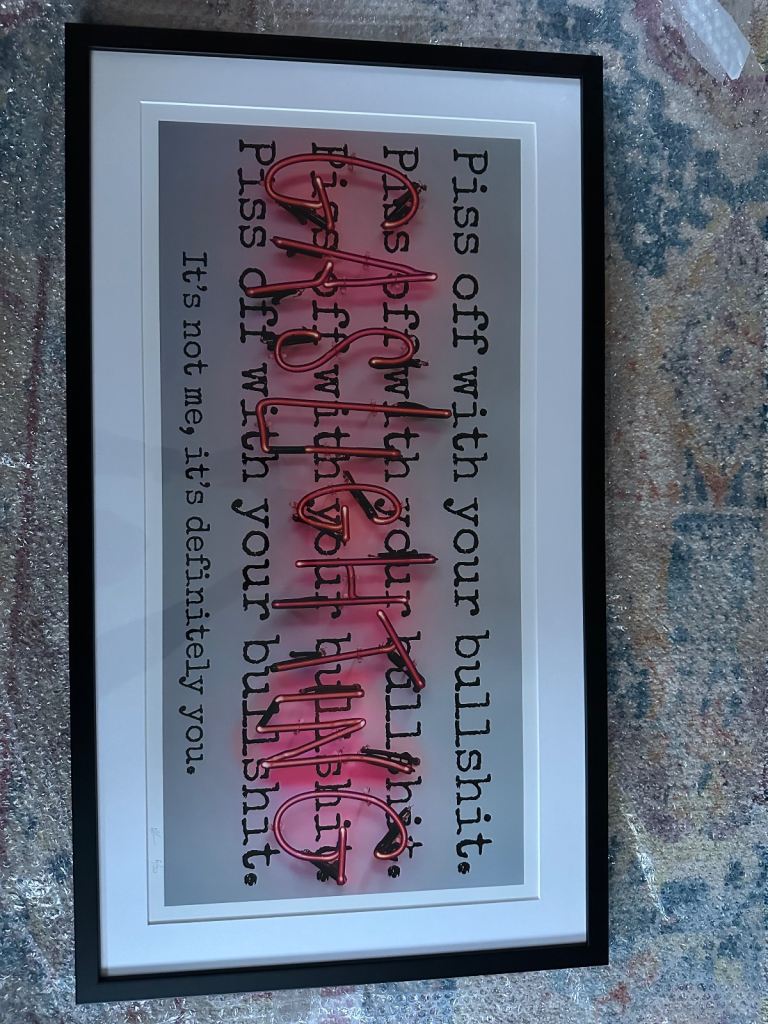 Piss off with your bullshit.
Piss off with your bullshit.
GASLIGHTING
Piss off with your bullshit.
Piss off with your bullshit.
It's not me, it's definitely you.